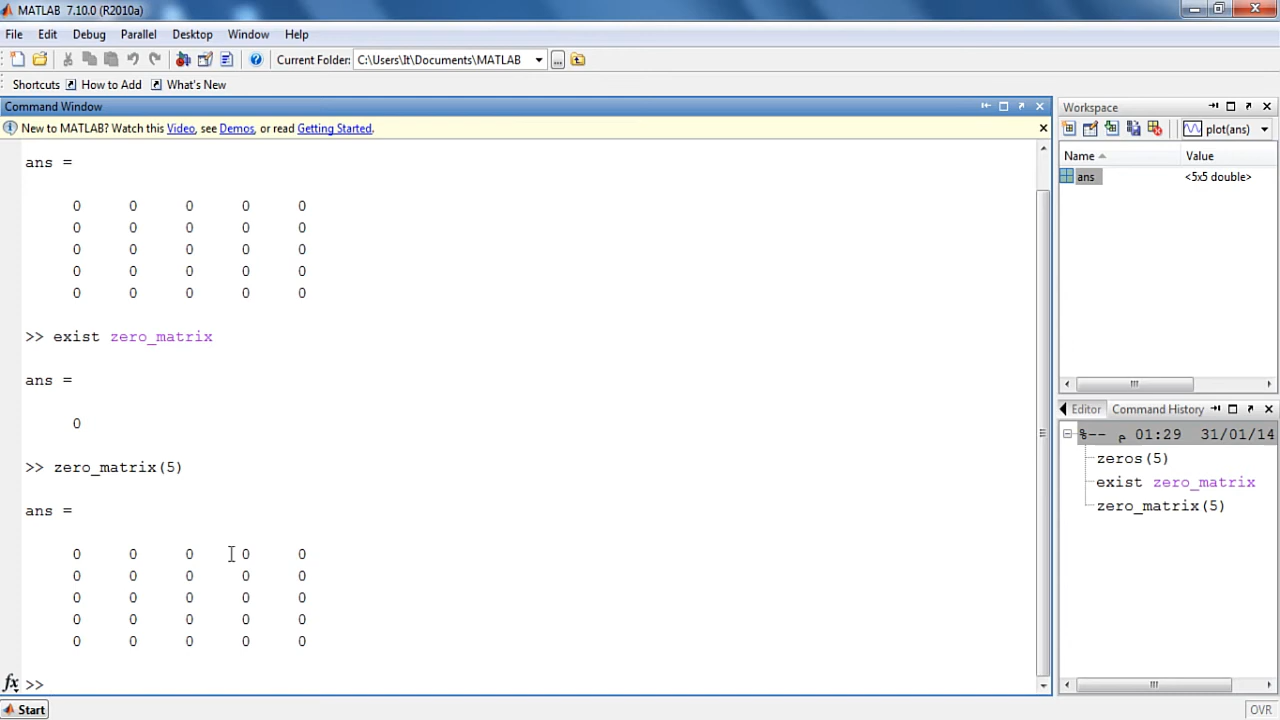 MATLAB 7.10.0 (R2010a)
File Edit Debug Parallel Desktop Window Help
Current Folder: C:\Users\It\Documents\MATLAB ...
Shortcuts How to Add What's New
Command Window
New to MATLAB? Watch this Video, see Demos, or read Getting Started.
ans =
0 0 0 0 0
0 0 0 0 0
0 0 0 0 0
0 0 0 0 0
0 0 0 0 0
>> exist zero_matrix
ans =
0
>> zero_matrix(5)
ans =
0 0 0 0 0
0 0 0 0 0
0 0 0 0 0
0 0 0 0 0
0 0 0 0 0
fx >>
Workspace
plot(ans)
Name Value
ans <5x5 double>
Editor Command History
%-- م 01:29 31/01/14
zeros(5)
exist zero_matrix
zero_matrix(5)
Start
OVR